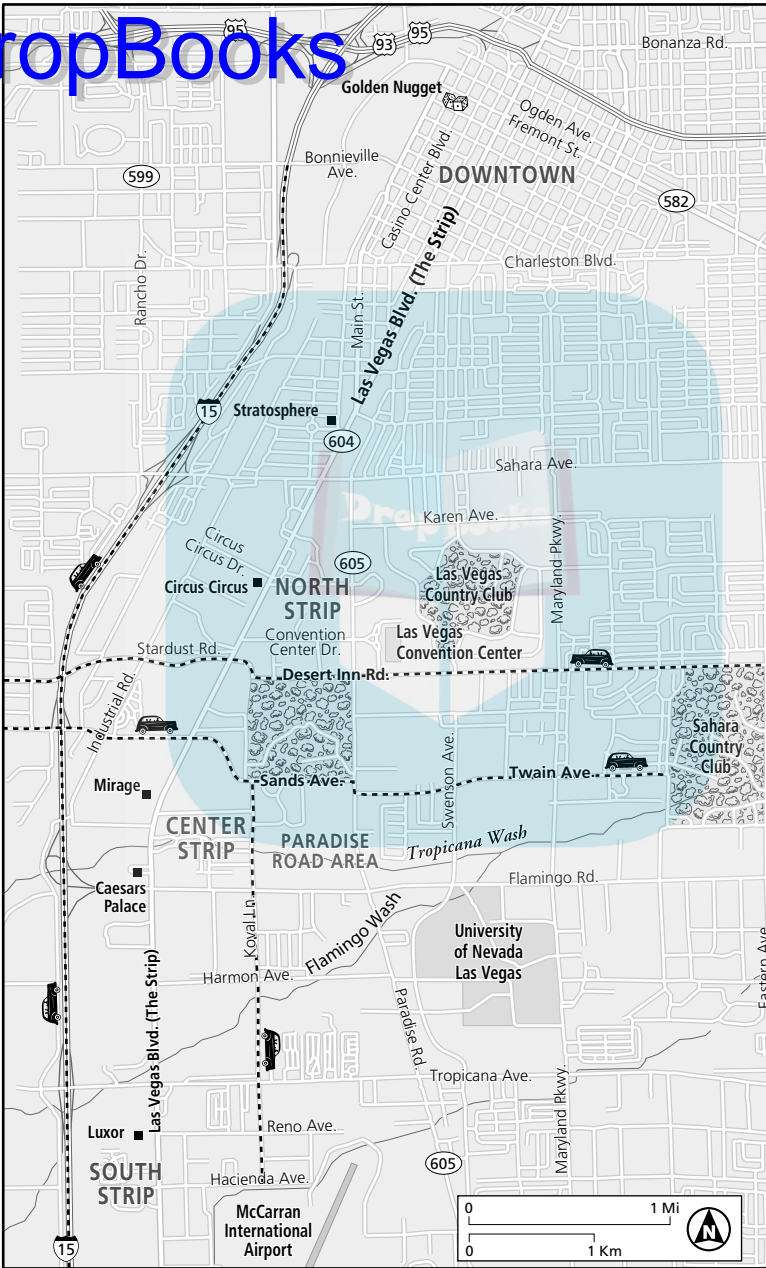 ropBooks
95
93
95
Bonanza Rd.
Golden Nugget
Ogden Ave.
Fremont St.
Bonnieville
Ave.
Casino Center Blvd.
DOWNTOWN
599
582
Rancho Dr.
Las Vegas Blvd. (The Strip)
Charleston Blvd.
Main St.
15
Stratosphere
604
Sahara Ave.
DropBooks
Karen Ave.
Maryland Pkwy.
Circus
Circus Dr.
605
Circus Circus
NORTH
STRIP
Las Vegas
Country Club
Convention
Center Dr.
Las Vegas
Convention Center
Stardust Rd.
Desert Inn Rd.
Industrial Rd.
Sahara
Country
Club
Swenson Ave.
Mirage
Sands Ave.
Twain Ave.
CENTER
STRIP
PARADISE
ROAD AREA
Tropicana Wash
Flamingo Rd.
Caesars
Palace
Koval Ln.
Flamingo Wash
University
of Nevada
Las Vegas
Eastern Ave.
Harmon Ave.
Las Vegas Blvd. (The Strip)
Paradise Rd.
Tropicana Ave.
Maryland Pkwy.
Luxor
Reno Ave.
SOUTH
STRIP
605
Hacienda Ave.
McCarran
International
Airport
0
1 Mi
0
1 Km
N
15